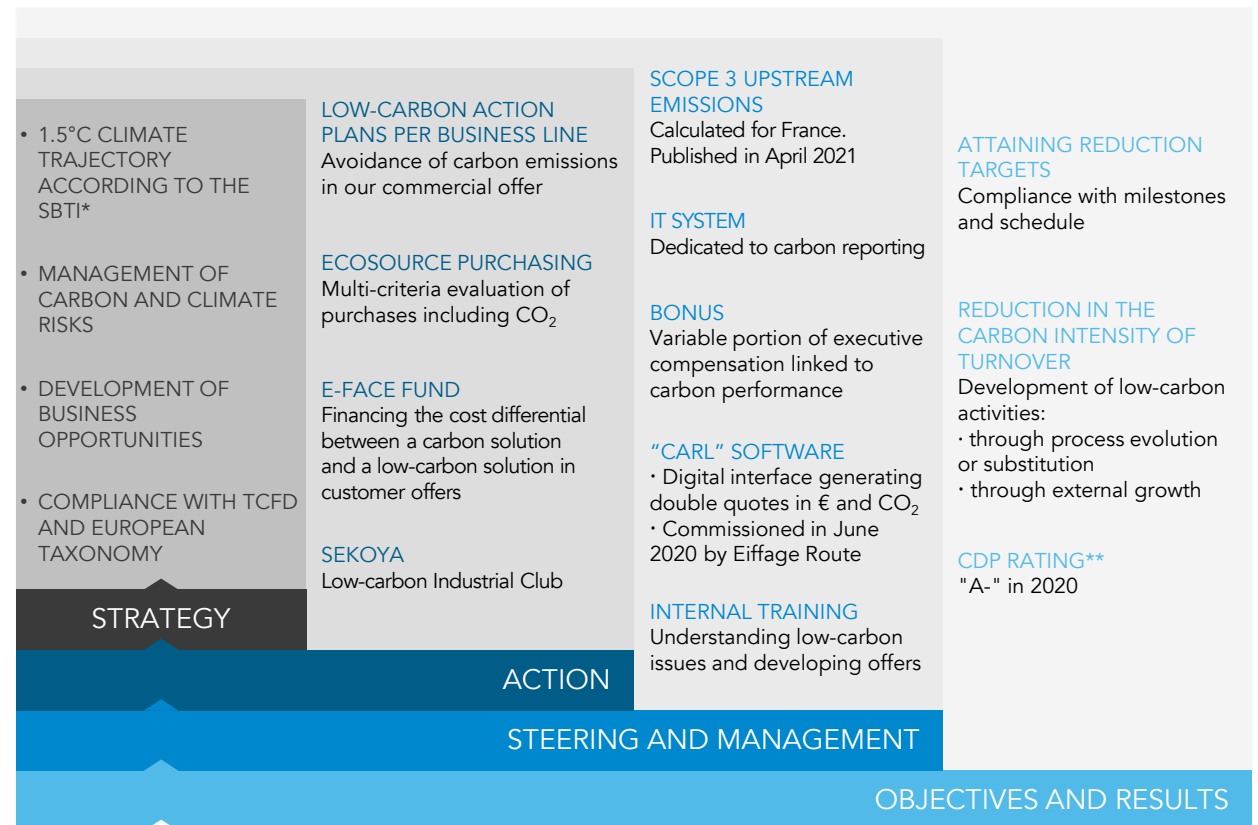 • 1.5°C CLIMATE
TRAJECTORY
ACCORDING TO THE
SBTI*
• MANAGEMENT OF
CARBON AND CLIMATE
RISKS
• DEVELOPMENT OF
BUSINESS
OPPORTUNITIES
• COMPLIANCE WITH TCFD
AND EUROPEAN
TAXONOMY
STRATEGY
LOW-CARBON ACTION
PLANS PER BUSINESS LINE
Avoidance of carbon emissions
in our commercial offer
ECOSOURCE PURCHASING
Multi-criteria evaluation of
purchases including CO₂
E-FACE FUND
Financing the cost differential
between a carbon solution
and a low-carbon solution in
customer offers
SEKOYA
Low-carbon Industrial Club
ACTION
SCOPE 3 UPSTREAM
EMISSIONS
Calculated for France.
Published in April 2021
IT SYSTEM
Dedicated to carbon reporting
BONUS
Variable portion of executive
compensation linked to
carbon performance
“CARL” SOFTWARE
· Digital interface generating
double quotes in € and CO₂
· Commissioned in June
2020 by Eiffage Route
INTERNAL TRAINING
Understanding low-carbon
issues and developing offers
STEERING AND MANAGEMENT
ATTAINING REDUCTION
TARGETS
Compliance with milestones
and schedule
REDUCTION IN THE
CARBON INTENSITY OF
TURNOVER
Development of low-carbon
activities:
· through process evolution
or substitution
· through external growth
CDP RATING**
"A-" in 2020
OBJECTIVES AND RESULTS